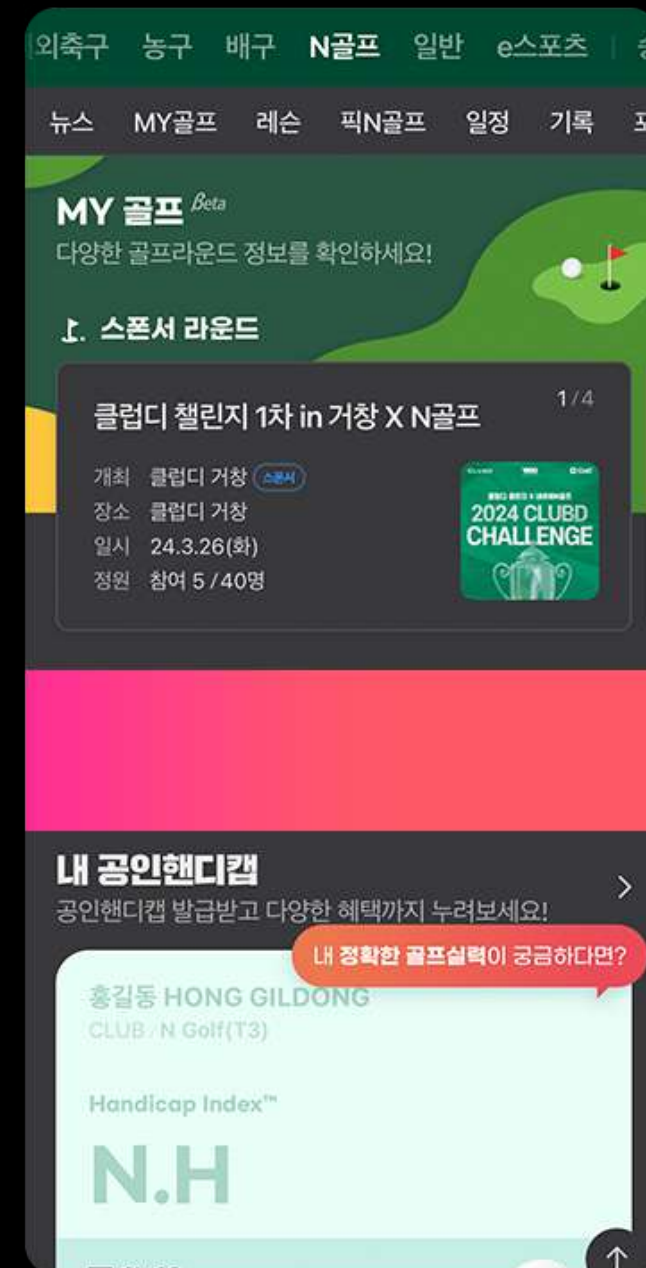 외축구 농구 배구 N골프 일반 e스포츠
뉴스 MY골프 레슨 픽N골프 일정 기록
MY 골프 Beta
다양한 골프라운드 정보를 확인하세요!
스폰서 라운드
클럽디 챌린지 1차 in 거창 X N골프
1/4
개최 클럽디 거창 스폰서
장소 클럽디 거창
일시 24.3.26(화)
정원 참여 5/40명
2024 CLUBD
CHALLENGE
내 공인핸디캡
공인핸디캡 발급받고 다양한 혜택까지 누려보세요!
내 정확한 골프실력이 궁금하다면?
홍길동 HONG GILDONG
CLUB / N Golf(T3)
Handicap Index™
N.H